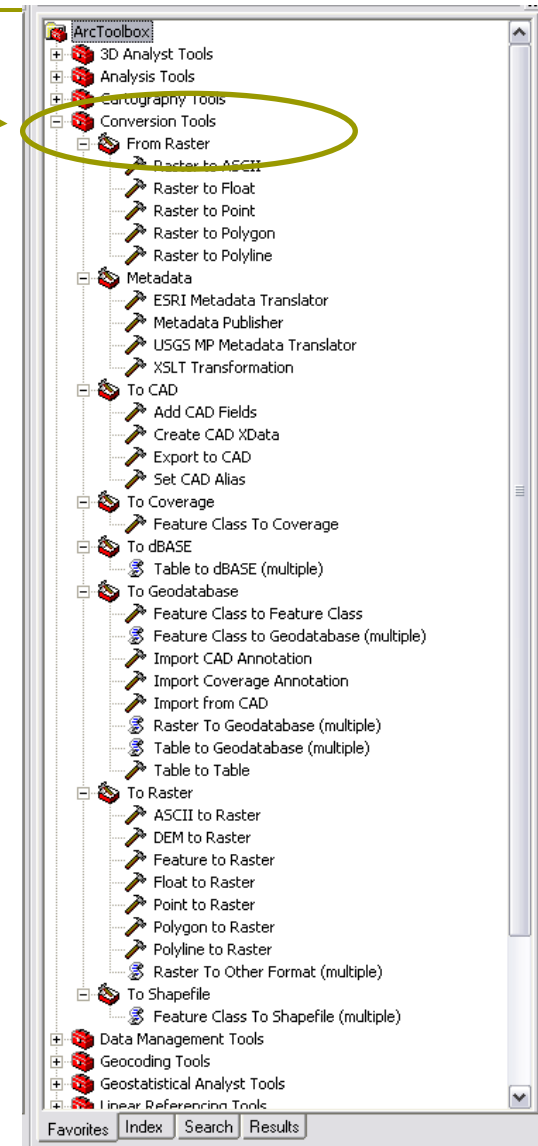 ArcToolbox
3D Analyst Tools
Analysis Tools
Cartography Tools
Conversion Tools
From Raster
Raster to ASCII
Raster to Float
Raster to Point
Raster to Polygon
Raster to Polyline
Metadata
ESRI Metadata Translator
Metadata Publisher
USGS MP Metadata Translator
XSLT Transformation
To CAD
Add CAD Fields
Create CAD XData
Export to CAD
Set CAD Alias
To Coverage
Feature Class To Coverage
To dBASE
Table to dBASE (multiple)
To Geodatabase
Feature Class to Feature Class
Feature Class to Geodatabase (multiple)
Import CAD Annotation
Import Coverage Annotation
Import from CAD
Raster To Geodatabase (multiple)
Table to Geodatabase (multiple)
Table to Table
To Raster
ASCII to Raster
DEM to Raster
Feature to Raster
Float to Raster
Point to Raster
Polygon to Raster
Polyline to Raster
Raster To Other Format (multiple)
To Shapefile
Feature Class To Shapefile (multiple)
Data Management Tools
Geocoding Tools
Geostatistical Analyst Tools
Linear Referencing Tools
Favorites Index Search Results